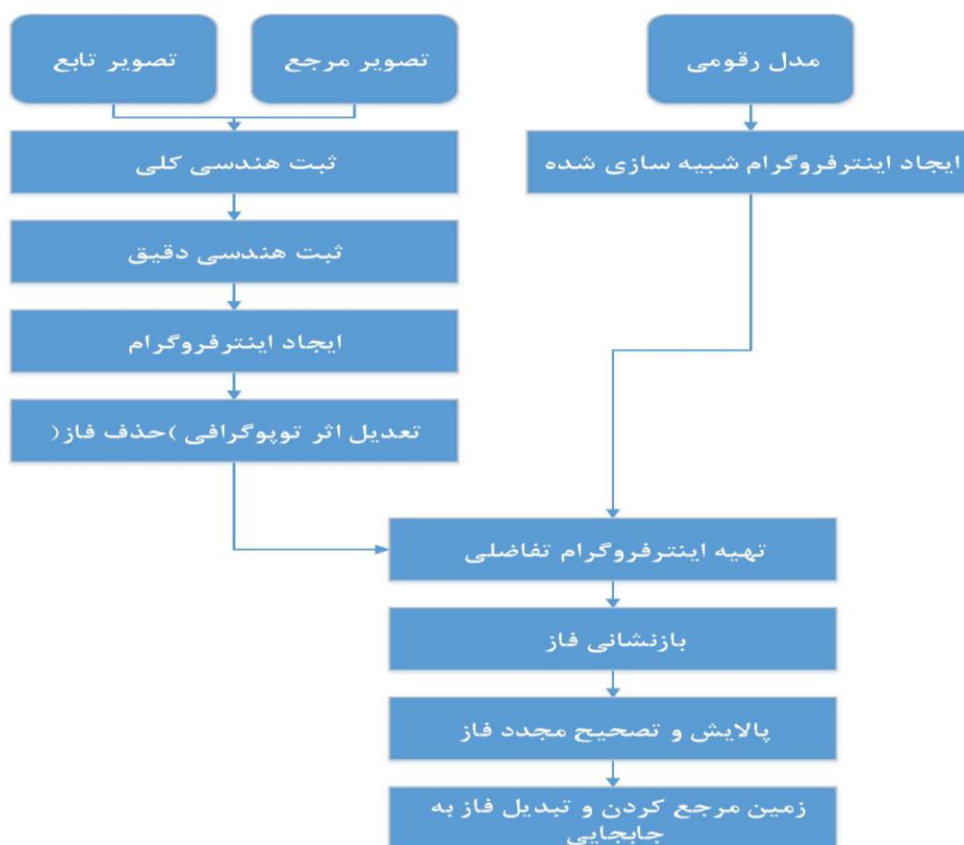 تصویر تابع
تصویر مرجع
مدل رقومی
ثبت هندسی کلی
ایجاد اینترفروگرام شبیه سازی شده
ثبت هندسی دقیق
ایجاد اینترفروگرام
تعدیل اثر توپوگرافی )حذف فاز(
تهیه اینترفروگرام تفاضلی
بازنشانی فاز
پالایش و تصحیح مجدد فاز
زمین مرجع کردن و تبدیل فاز به
جابجایی